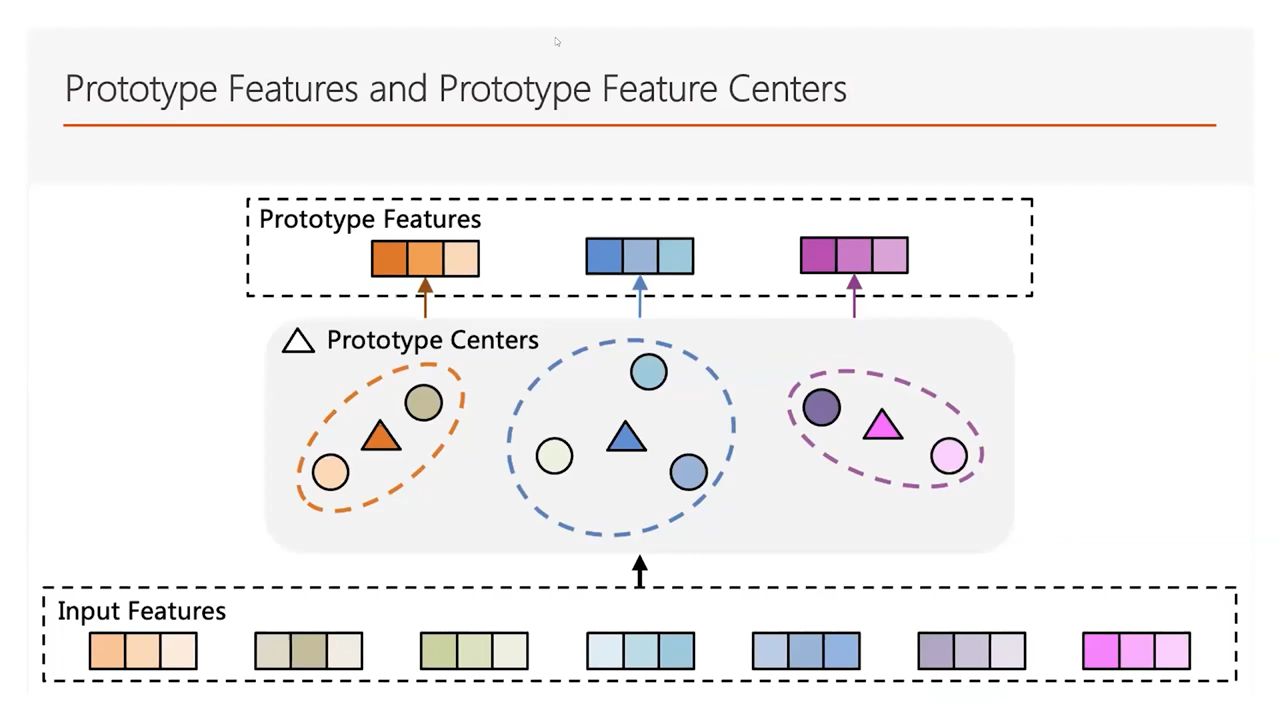 Prototype Features and Prototype Feature Centers
Prototype Features
Prototype Centers
Input Features